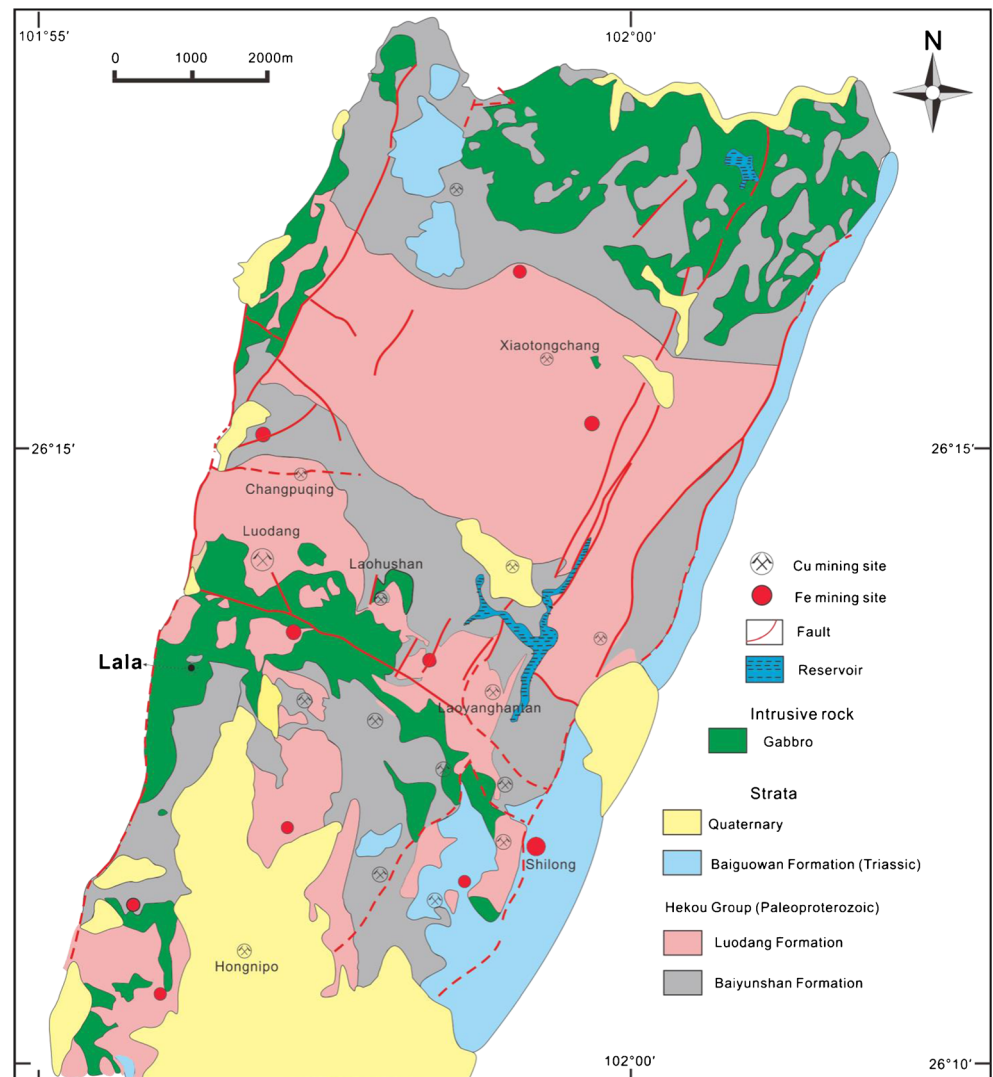 101°55′
102°00′
0 1000 2000m
N
Xiaotongchang
26°15′
26°15′
Changpuqing
Luodang
Laohushan
Cu mining site
Fe mining site
Fault
Lala
Reservoir
Laoyanghantan
Intrusive rock
Gabbro
Strata
Quaternary
Shilong
Baiguowan Formation (Triassic)
Hekou Group (Paleoproterozoic)
Luodang Formation
Hongnipo
Baiyunshan Formation
102°00′
26°10′